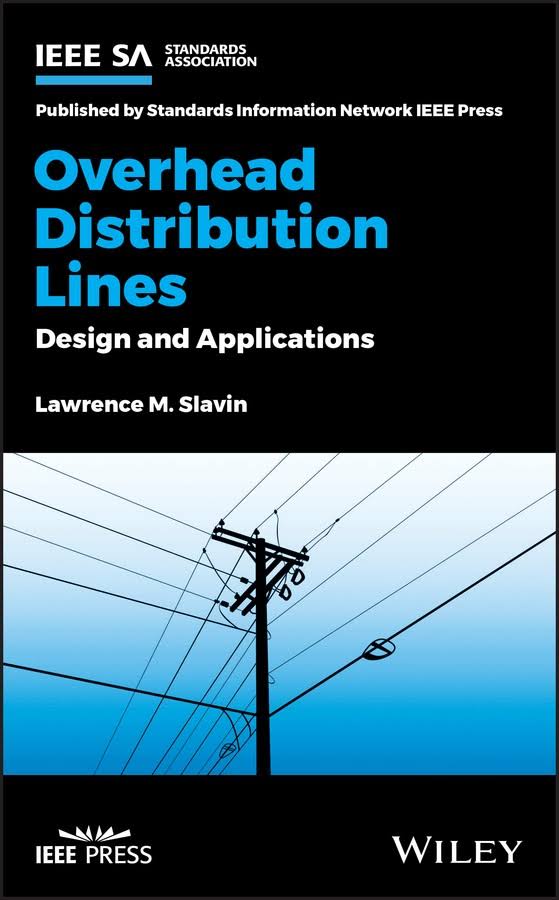 IEEE SA STANDARDS
ASSOCIATION
Published by Standards Information Network IEEE Press
Overhead
Distribution
Lines
Design and Applications
Lawrence M. Slavin
IEEE PRESS
WILEY